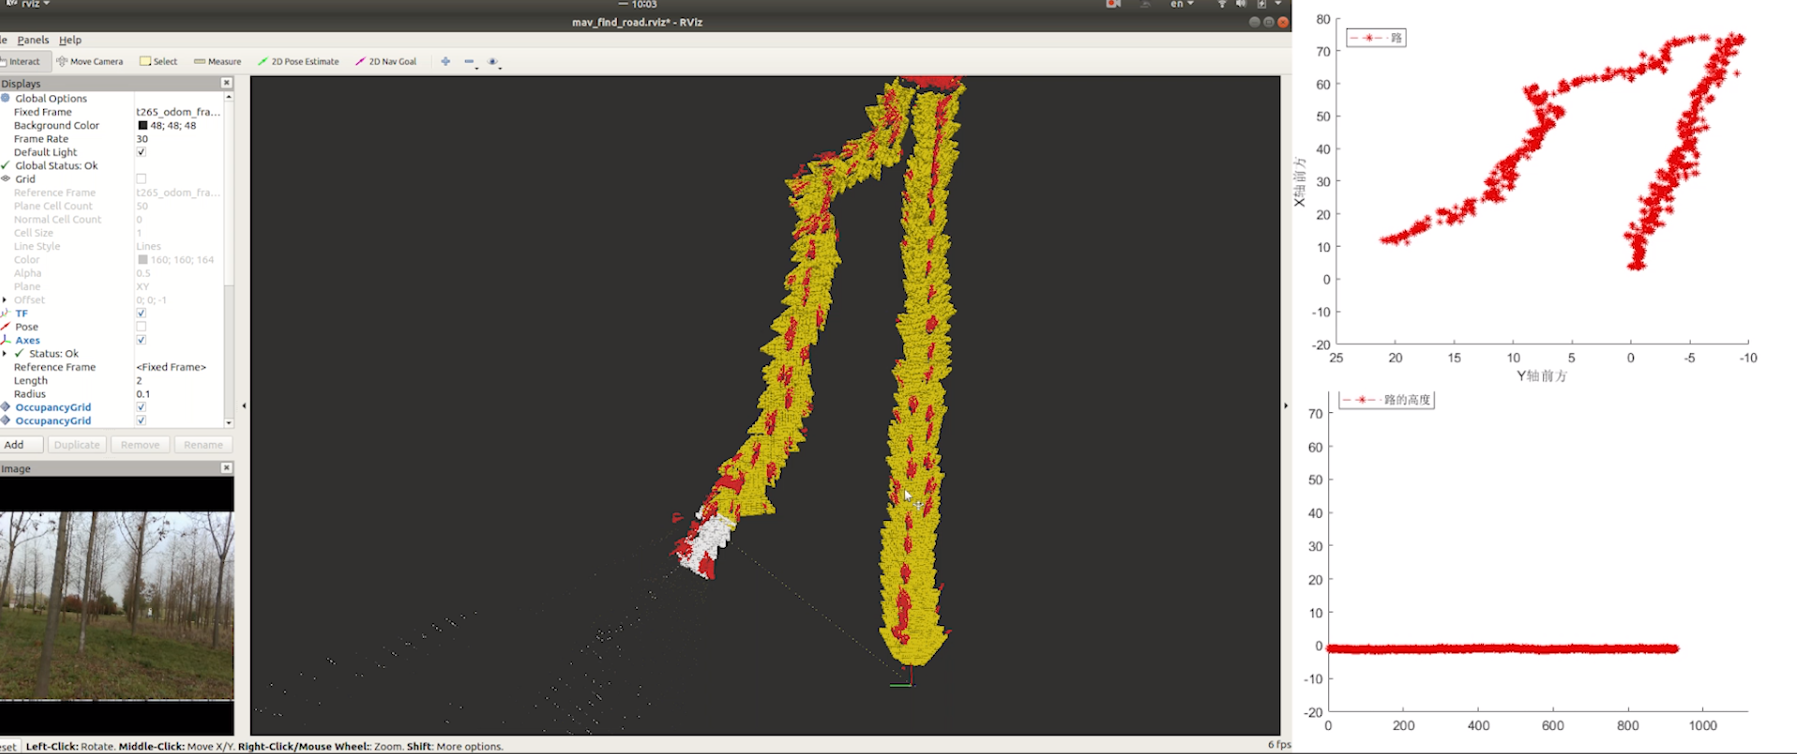 rviz
10:03
en
mav_find_road.rviz* - RViz
le Panels Help
Interact Move Camera Select Measure 2D Pose Estimate 2D Nav Goal
Displays
Global Options
Fixed Frame t265_odom_fra...
Background Color 48; 48; 48
Frame Rate 30
Default Light
Global Status: Ok
Grid
Reference Frame t265_odom_fra...
Plane Cell Count 50
Normal Cell Count 0
Cell Size 1
Line Style Lines
Color 160; 160; 164
Alpha 0.5
Plane XY
Offset 0; 0; -1
TF
Pose
Axes
Status: Ok
Reference Frame <Fixed Frame>
Length 2
Radius 0.1
OccupancyGrid
OccupancyGrid
Add Duplicate Remove Rename
Image
eset Left-Click: Rotate. Middle-Click: Move X/Y. Right-Click/Mouse Wheel:: Zoom. Shift: More options.
6 fps
路
80
70
60
50
40
30
20
10
0
-10
-20
X轴前方
25 20 15 10 5 0 -5 -10
Y轴前方
路的高度
70
60
50
40
30
20
10
0
-10
-20
0 200 400 600 800 1000